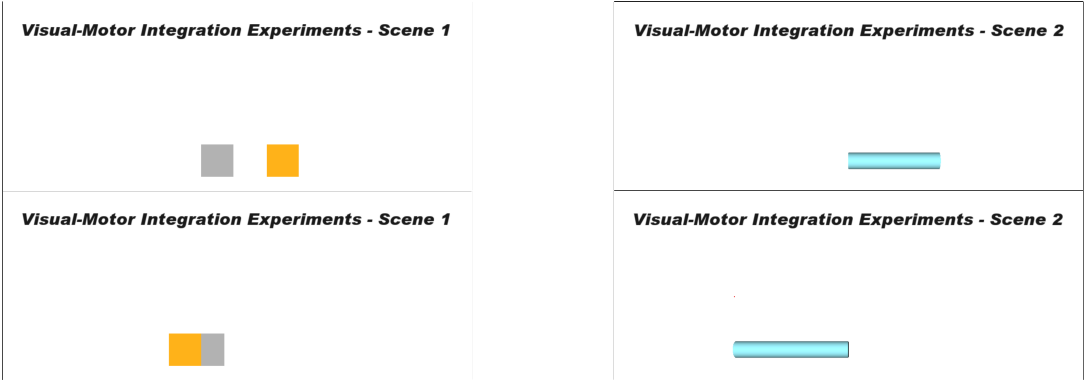 Visual-Motor Integration Experiments - Scene 1
Visual-Motor Integration Experiments - Scene 2
Visual-Motor Integration Experiments - Scene 1
Visual-Motor Integration Experiments - Scene 2